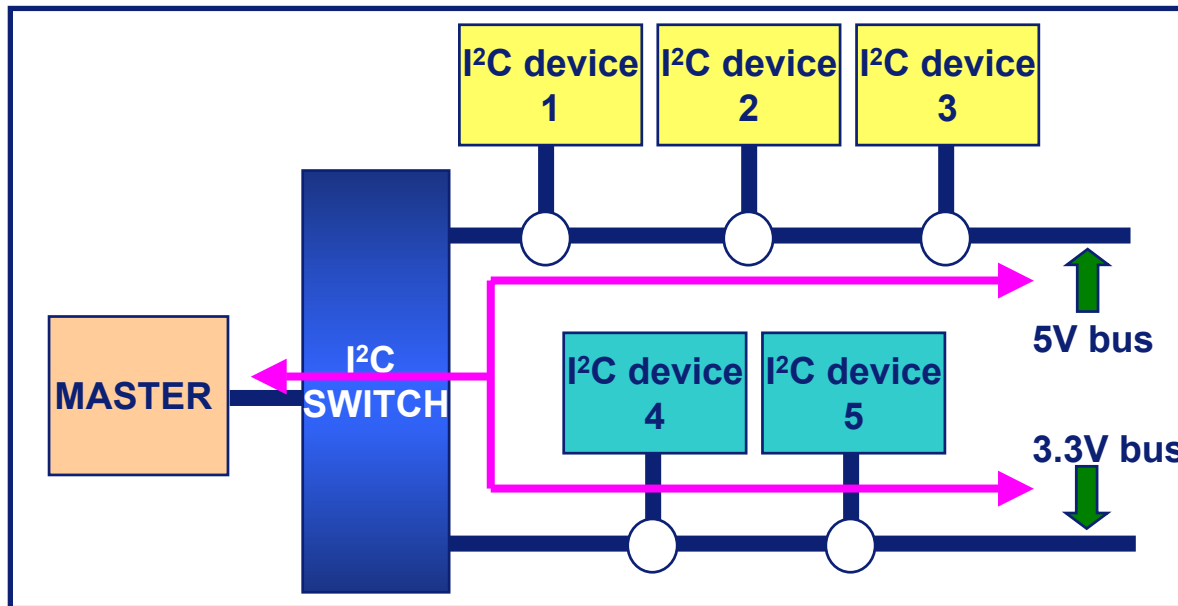 I²C device
1
I²C device
2
I²C device
3
5V bus
I²C
SWITCH
MASTER
I²C device
4
I²C device
5
3.3V bus